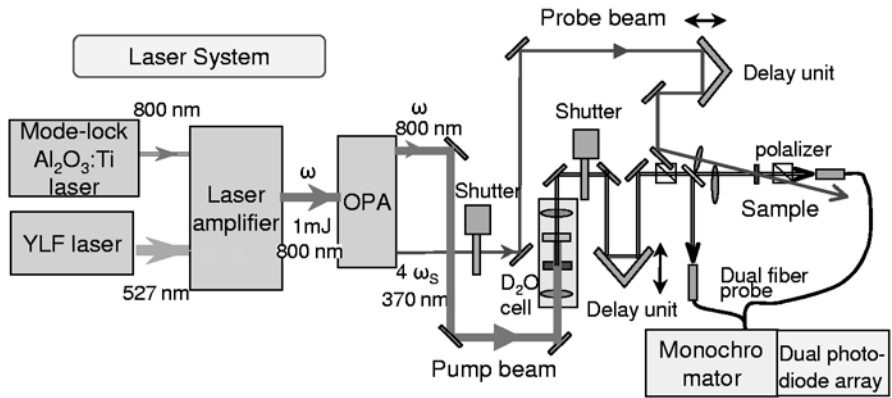 Probe beam
Laser System
Delay unit
800 nm
ω
800 nm
Shutter
Mode-lock
Al2O3:Ti
laser
ω
polalizer
Laser
amplifier
OPA
Shutter
Sample
YLF laser
1mJ
800 nm
527 nm
4 ωs
370 nm
D2O
cell
Delay unit
Dual fiber
probe
Pump beam
Monochro
mator
Dual photo-
diode array